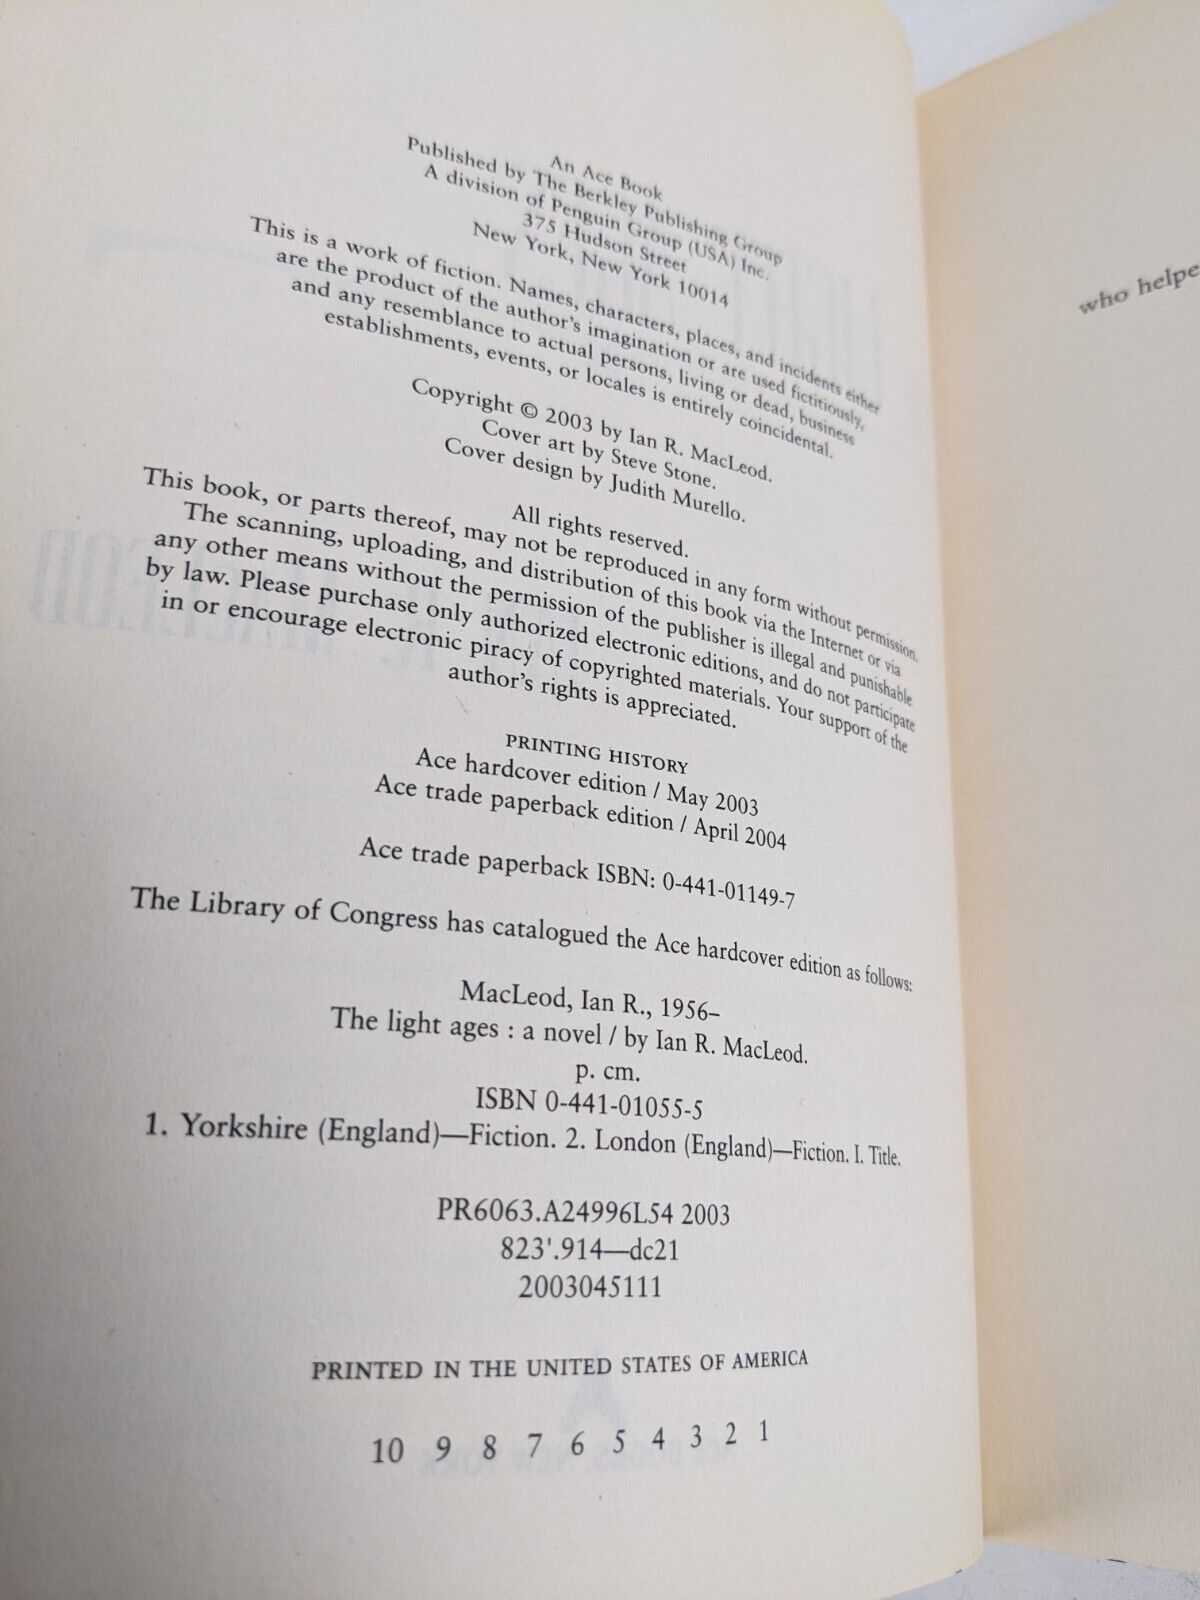 An Ace Book
Published by The Berkley Publishing Group
A division of Penguin Group (USA) Inc.
375 Hudson Street
New York, New York 10014
This is a work of fiction. Names, characters, places, and incidents either
are the product of the author's imagination or are used fictitiously,
and any resemblance to actual persons, living or dead, business
establishments, events, or locales is entirely coincidental.
Copyright © 2003 by Ian R. MacLeod.
Cover art by Steve Stone.
Cover design by Judith Murello.
All rights reserved.
This book, or parts thereof, may not be reproduced in any form without permission.
The scanning, uploading, and distribution of this book via the Internet or via
any other means without the permission of the publisher is illegal and punishable
by law. Please purchase only authorized electronic editions, and do not participate
in or encourage electronic piracy of copyrighted materials. Your support of the
author's rights is appreciated.
PRINTING HISTORY
Ace hardcover edition / May 2003
Ace trade paperback edition / April 2004
Ace trade paperback ISBN: 0-441-01149-7
The Library of Congress has catalogued the Ace hardcover edition as follows:
MacLeod, Ian R., 1956–
The light ages : a novel / by Ian R. MacLeod.
p. cm.
ISBN 0-441-01055-5
1. Yorkshire (England)—Fiction. 2. London (England)—Fiction. I. Title.
PR6063.A24996L54 2003
823'.914—dc21
2003045111
PRINTED IN THE UNITED STATES OF AMERICA
10 9 8 7 6 5 4 3 2 1
who helpe